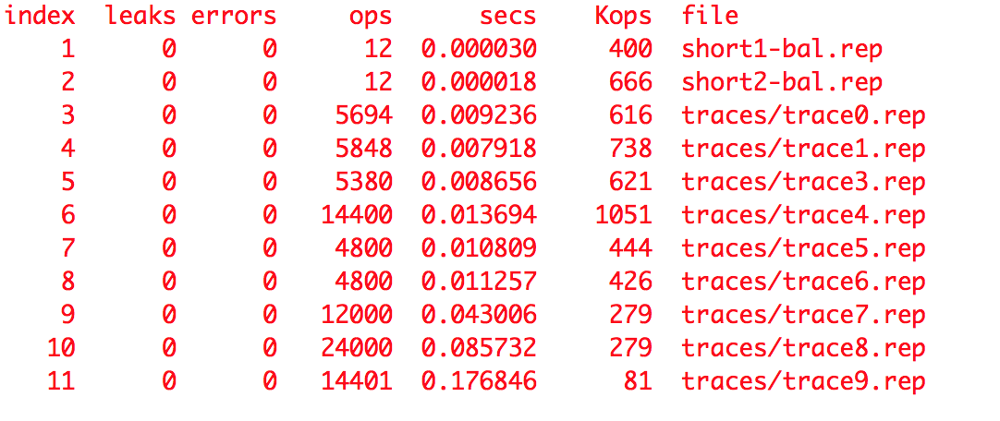 index leaks errors ops secs Kops file
1 0 0 12 0.000030 400 short1-bal.rep
2 0 0 12 0.000018 666 short2-bal.rep
3 0 0 5694 0.009236 616 traces/trace0.rep
4 0 0 5848 0.007918 738 traces/trace1.rep
5 0 0 5380 0.008656 621 traces/trace3.rep
6 0 0 14400 0.013694 1051 traces/trace4.rep
7 0 0 4800 0.010809 444 traces/trace5.rep
8 0 0 4800 0.011257 426 traces/trace6.rep
9 0 0 12000 0.043006 279 traces/trace7.rep
10 0 0 24000 0.085732 279 traces/trace8.rep
11 0 0 14401 0.176846 81 traces/trace9.rep